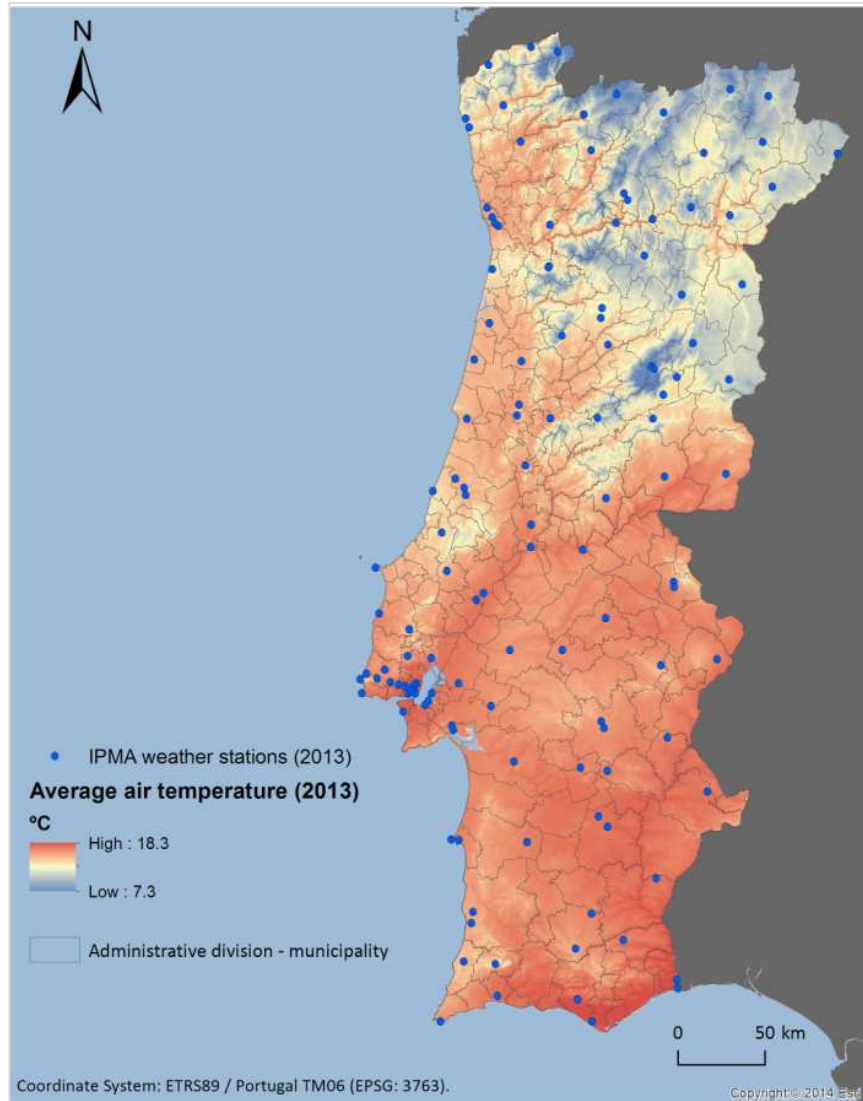 N
IPMA weather stations (2013)
Average air temperature (2013)
ºC
High : 18.3
Low : 7.3
Administrative division - municipality
0 50 km
Coordinate System: ETRS89 / Portugal TM06 (EPSG: 3763).
Copyright:© 2014